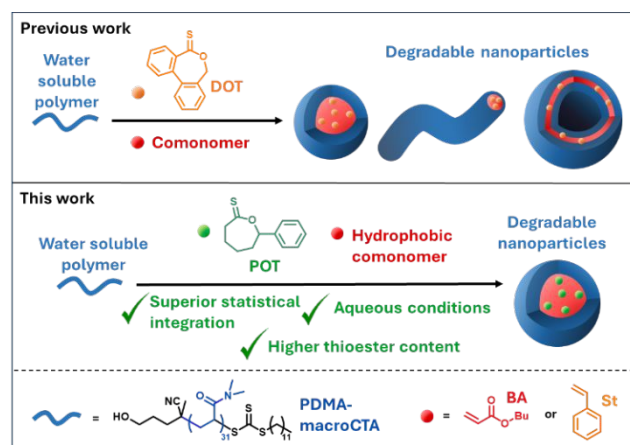 Previous work
Water
soluble
polymer
S
O
DOT
Comonomer
Degradable nanoparticles
This work
Water soluble
polymer
S
O
POT
Hydrophobic
comonomer
Degradable
nanoparticles
Superior statistical
integration
Aqueous conditions
Higher thioester content
=
HO
CN
O
N
31
S
S
S
11
PDMA-
macroCTA
=
BA
O
O
Bu
or
St